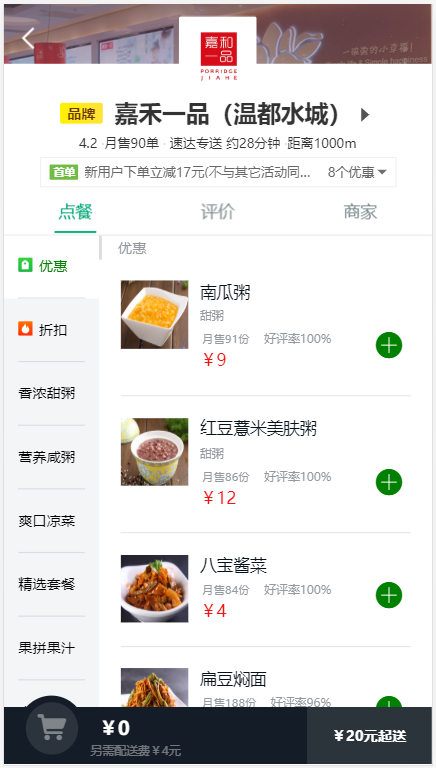 一碗粥的小幸福!
嘉和
一品
PORRIDGE
JIAHE
品牌 嘉禾一品（温都水城）
4.2 ·月售90单 · 速达专送 约28分钟 ·距离1000m
首单 新用户下单立减17元(不与其它活动同... 8个优惠
点餐 评价 商家
优惠
优惠
折扣
香浓甜粥
营养咸粥
爽口凉菜
精选套餐
果拼果汁
南瓜粥
甜粥
月售91份 好评率100%
￥9
红豆薏米美肤粥
甜粥
月售86份 好评率100%
￥12
八宝酱菜
月售84份 好评率100%
￥4
扁豆焖面
月售188份 好评率96%
￥0
另需配送费￥4元
￥20元起送